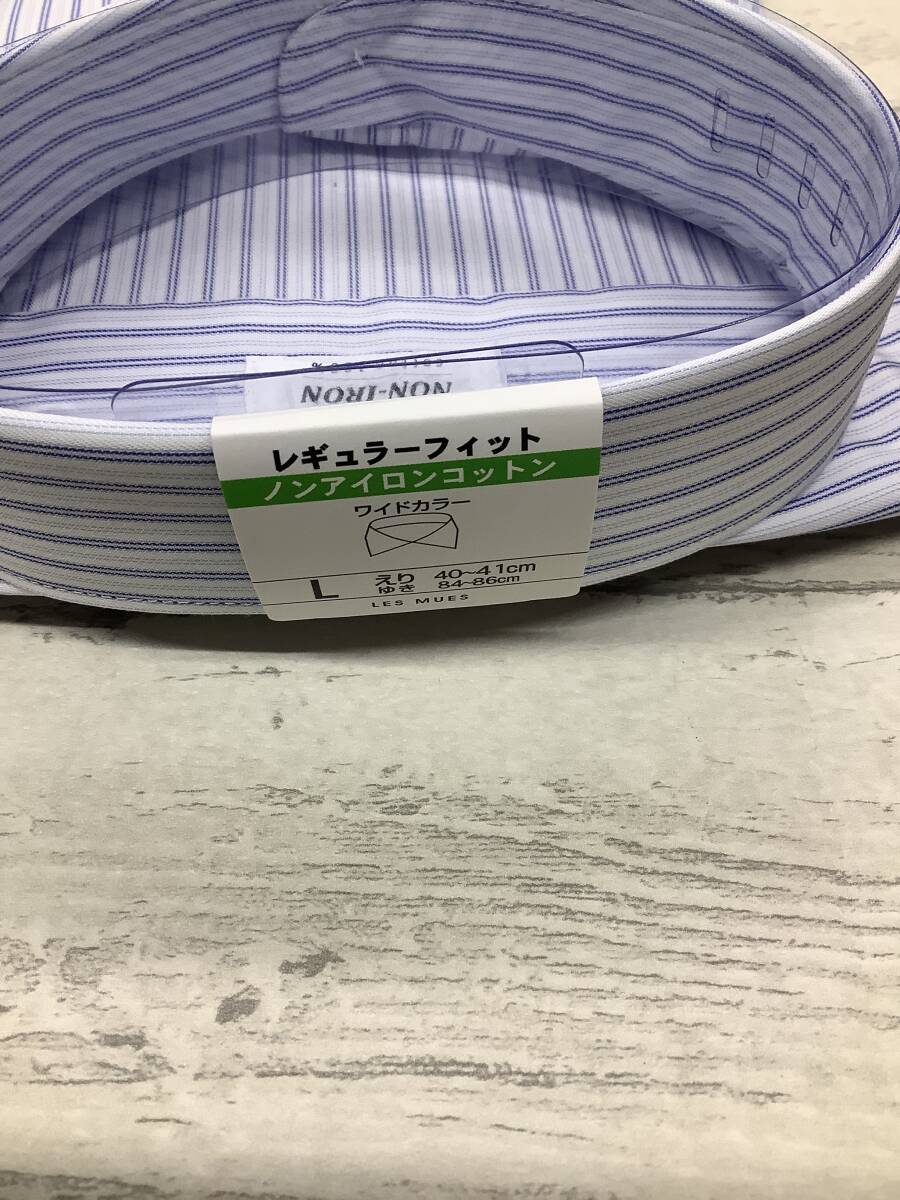 NON-IRON
レギュラーフィット
ノンアイロンコットン
ワイドカラー
L えり 40~41cm
ゆき 84~86cm
LES MUES